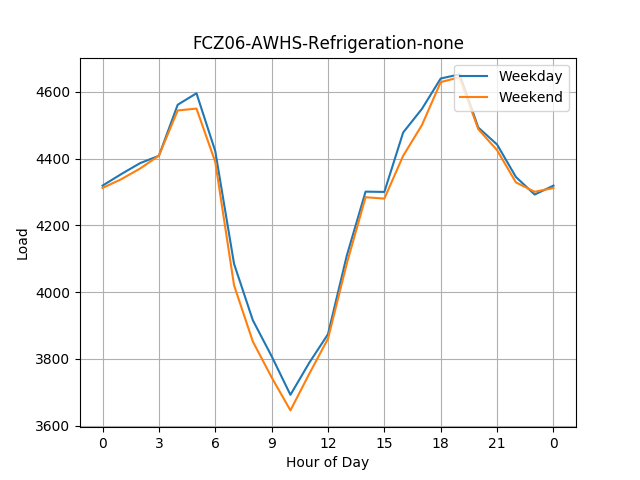 FCZ06-AWHS-Refrigeration-none
Weekday
Weekend
4600
4400
4200
4000
3800
3600
Load
0 3 6 9 12 15 18 21 0
Hour of Day